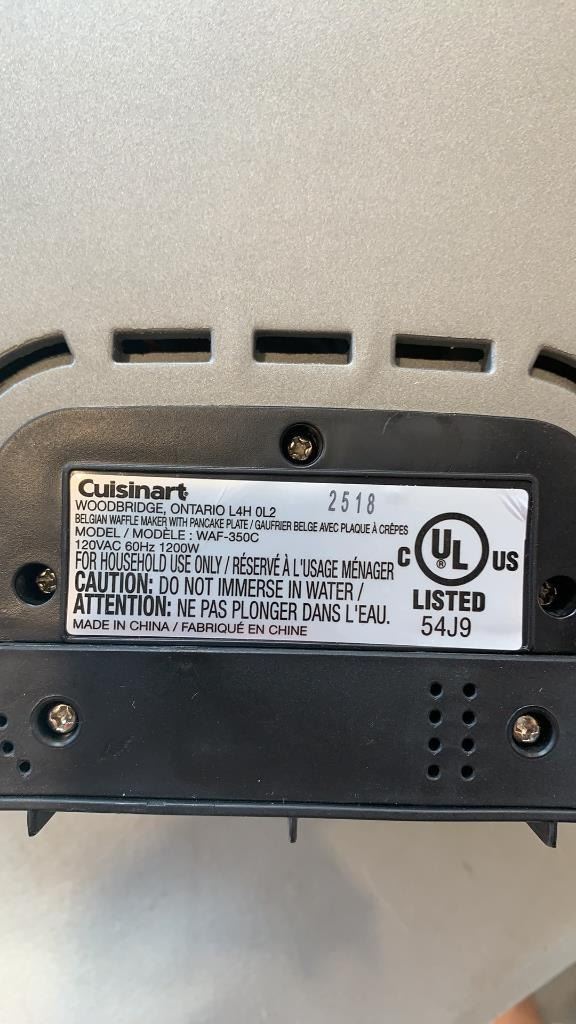 Cuisinart
2518
WOODBRIDGE, ONTARIO L4H 0L2
BELGIAN WAFFLE MAKER WITH PANCAKE PLATE / GAUFRIER BELGE AVEC PLAQUE À CRÊPES
MODEL / MODÈLE : WAF-350C
120VAC 60Hz 1200W
FOR HOUSEHOLD USE ONLY / RÉSERVÉ À L'USAGE MÉNAGER
CAUTION: DO NOT IMMERSE IN WATER /
ATTENTION: NE PAS PLONGER DANS L'EAU.
MADE IN CHINA / FABRIQUÉ EN CHINE
C UL® US
LISTED
54J9